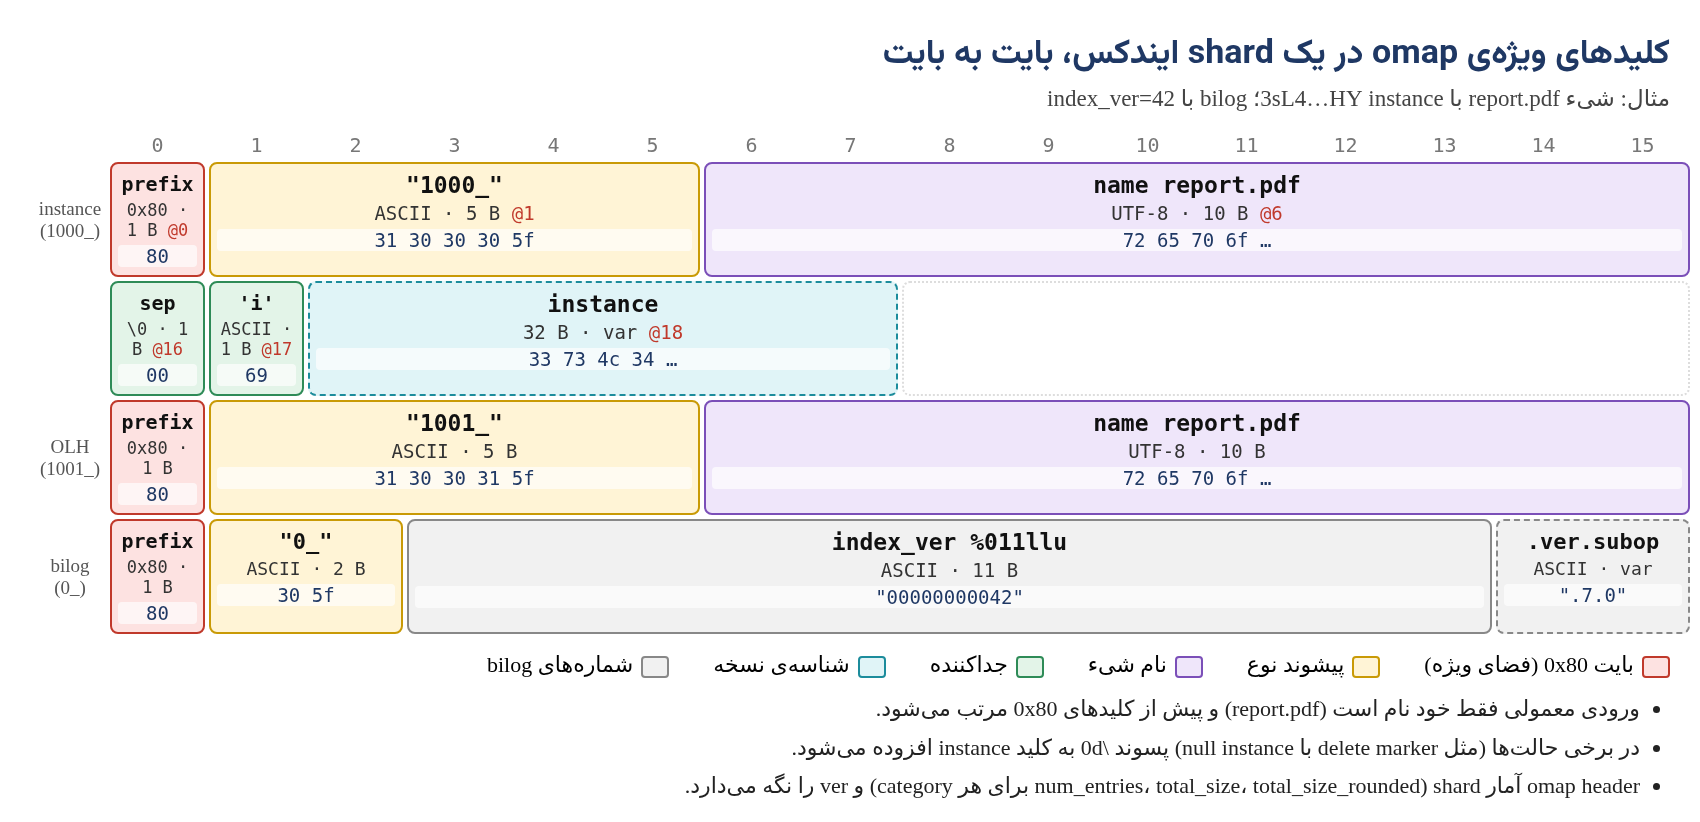 کلیدهای ویژه‌ی omap در یک shard ایندکس، بایت به بایت
مثال: شیء report.pdf با instance 3sL4…HY؛ bilog با index_ver=42
0 1 2 3 4 5 6 7 8 9 10 11 12 13 14 15
instance
(1000_)
prefix
0x80 ·
1 B @0
80
"1000_"
ASCII · 5 B @1
31 30 30 30 5f
name report.pdf
UTF-8 · 10 B @6
72 65 70 6f …
sep
\0 · 1
B @16
00
'i'
ASCII ·
1 B @17
69
instance
32 B · var @18
33 73 4c 34 …
OLH
(1001_)
prefix
0x80 ·
1 B
80
"1001_"
ASCII · 5 B
31 30 30 31 5f
name report.pdf
UTF-8 · 10 B
72 65 70 6f …
bilog
(0_)
prefix
0x80 ·
1 B
80
"0_"
ASCII · 2 B
30 5f
index_ver %011llu
ASCII · 11 B
"00000000042"
.ver.subop
ASCII · var
".7.0"
بایت 0x80 (فضای ویژه)
پیشوند نوع
نام شیء
جداکننده
شناسه‌ی نسخه
شماره‌های bilog
• ورودی معمولی فقط خود نام است (report.pdf) و پیش از کلیدهای 0x80 مرتب می‌شود.
• در برخی حالت‌ها (مثل delete marker با null instance) پسوند \0d به کلید instance افزوده می‌شود.
• omap header آمار shard (num_entries، total_size، total_size_rounded برای هر category) و ver را نگه می‌دارد.